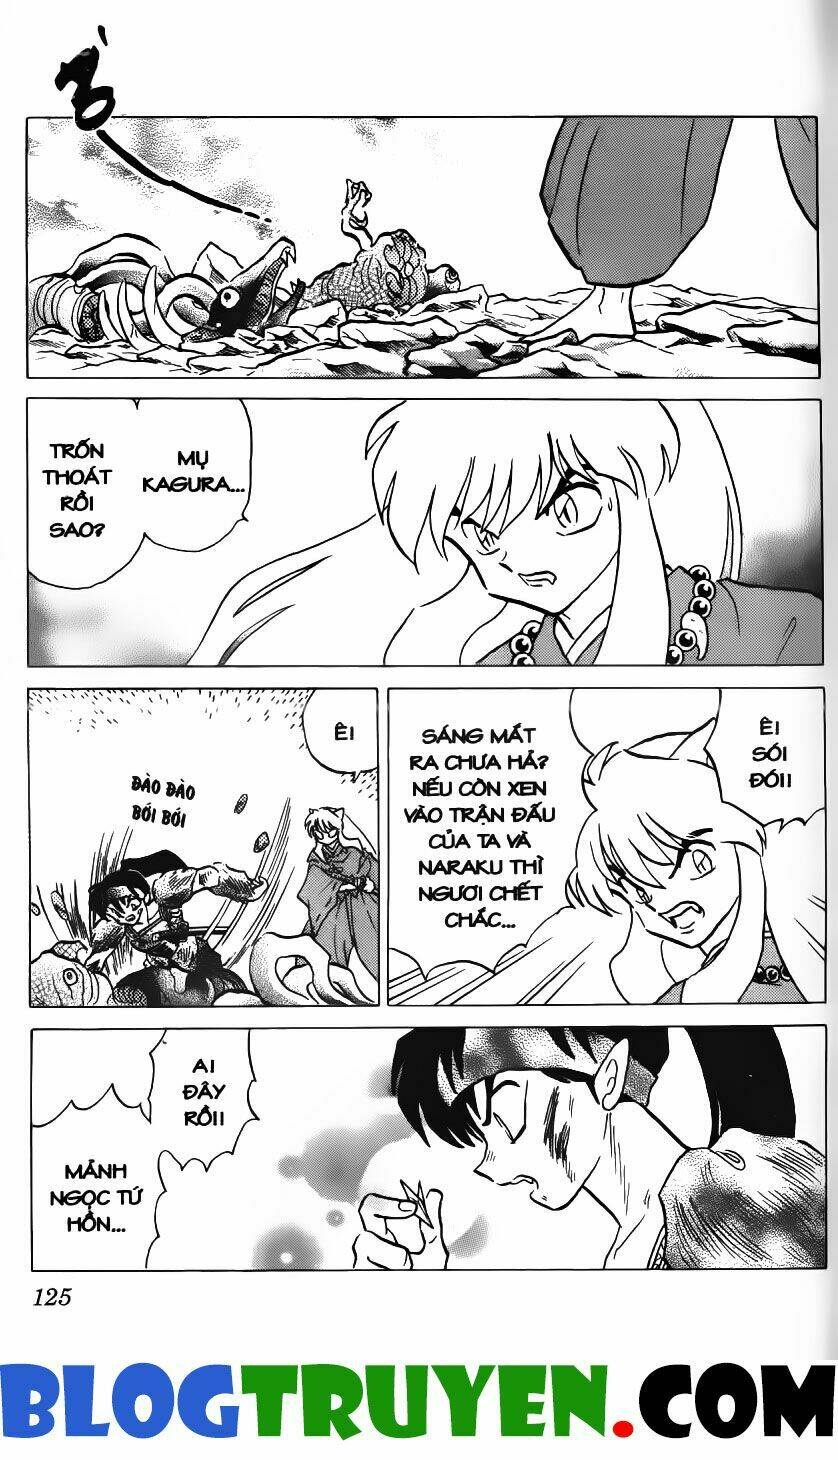 Ồ
MỤ
KAGURA...
TRỐN
THOÁT
RỒI
SAO?
ÊI
SÓI
ĐÓI!
SÁNG MẮT
RA CHƯA HẢ?
NẾU CÒN XEN
VÀO TRẬN ĐẤU
CỦA TA VÀ
NARAKU THÌ
NGƯƠI CHẾT
CHẮC...
ÊI
ĐÀO ĐÀO
BỚI BỚI
AI
ĐÂY
RỒI!
MẢNH
NGỌC TỨ
HỒN...
125
BLOGTRUYEN.COM